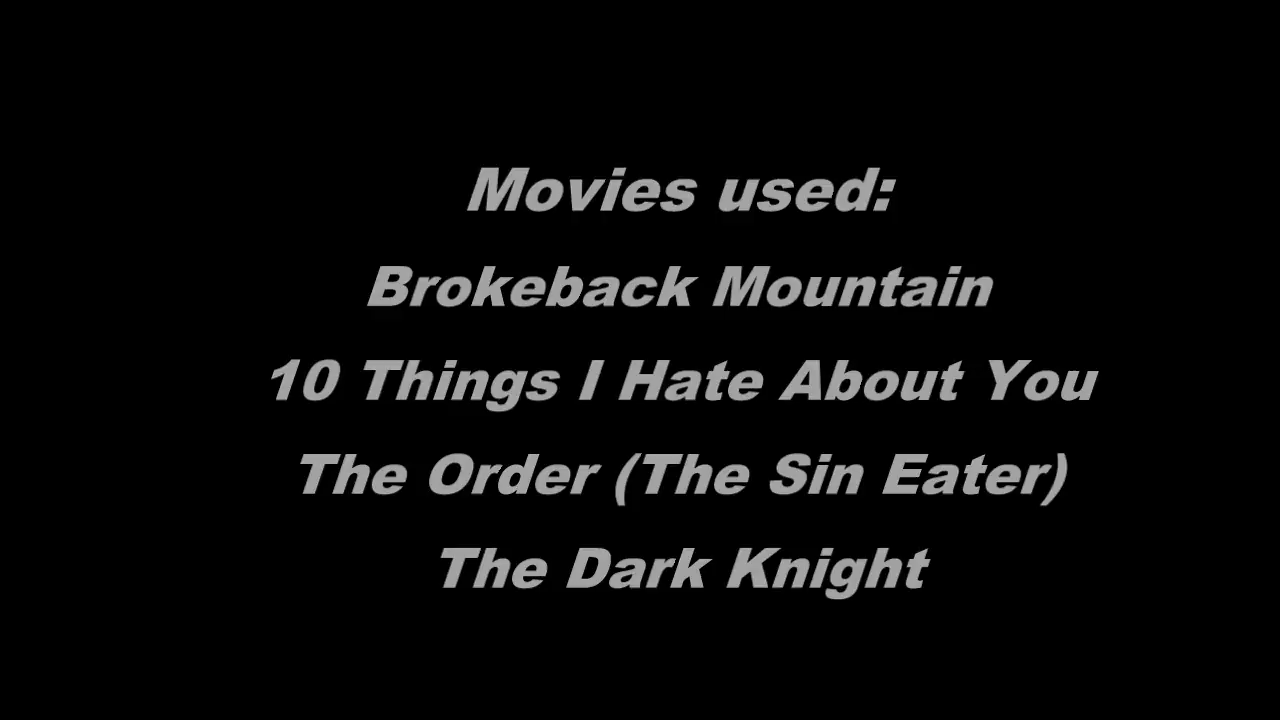 Movies used:
Brokeback Mountain
10 Things I Hate About You
The Order (The Sin Eater)
The Dark Knight